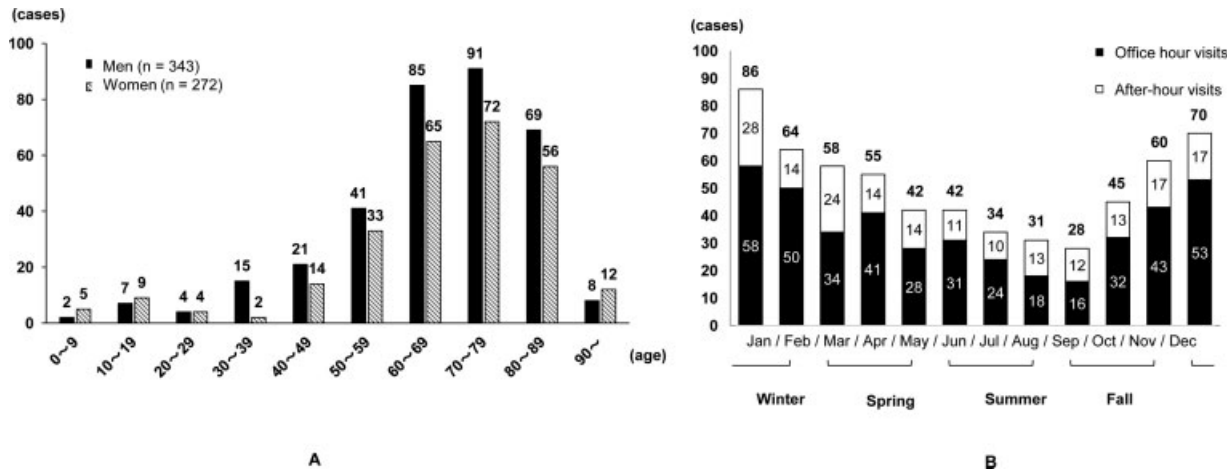 (cases)
100
80
60
40
20
0
Men (n = 343)
Women (n = 272)
2 5 7 9 4 4 15 2 21 14 41 33 85 65 91 72 69 56 8 12
0～9 10～19 20～29 30～39 40～49 50～59 60～69 70～79 80～89 90～ (age)
A
(cases)
100
90
80
70
60
50
40
30
20
10
0
Office hour visits
After-hour visits
86 64 58 55 42 42 34 31 28 45 60 70
28 14 24 14 14 11 10 13 12 13 17 17
58 50 34 41 28 31 24 18 16 32 43 53
Jan / Feb / Mar / Apr / May / Jun / Jul / Aug / Sep / Oct / Nov / Dec
Winter Spring Summer Fall
B